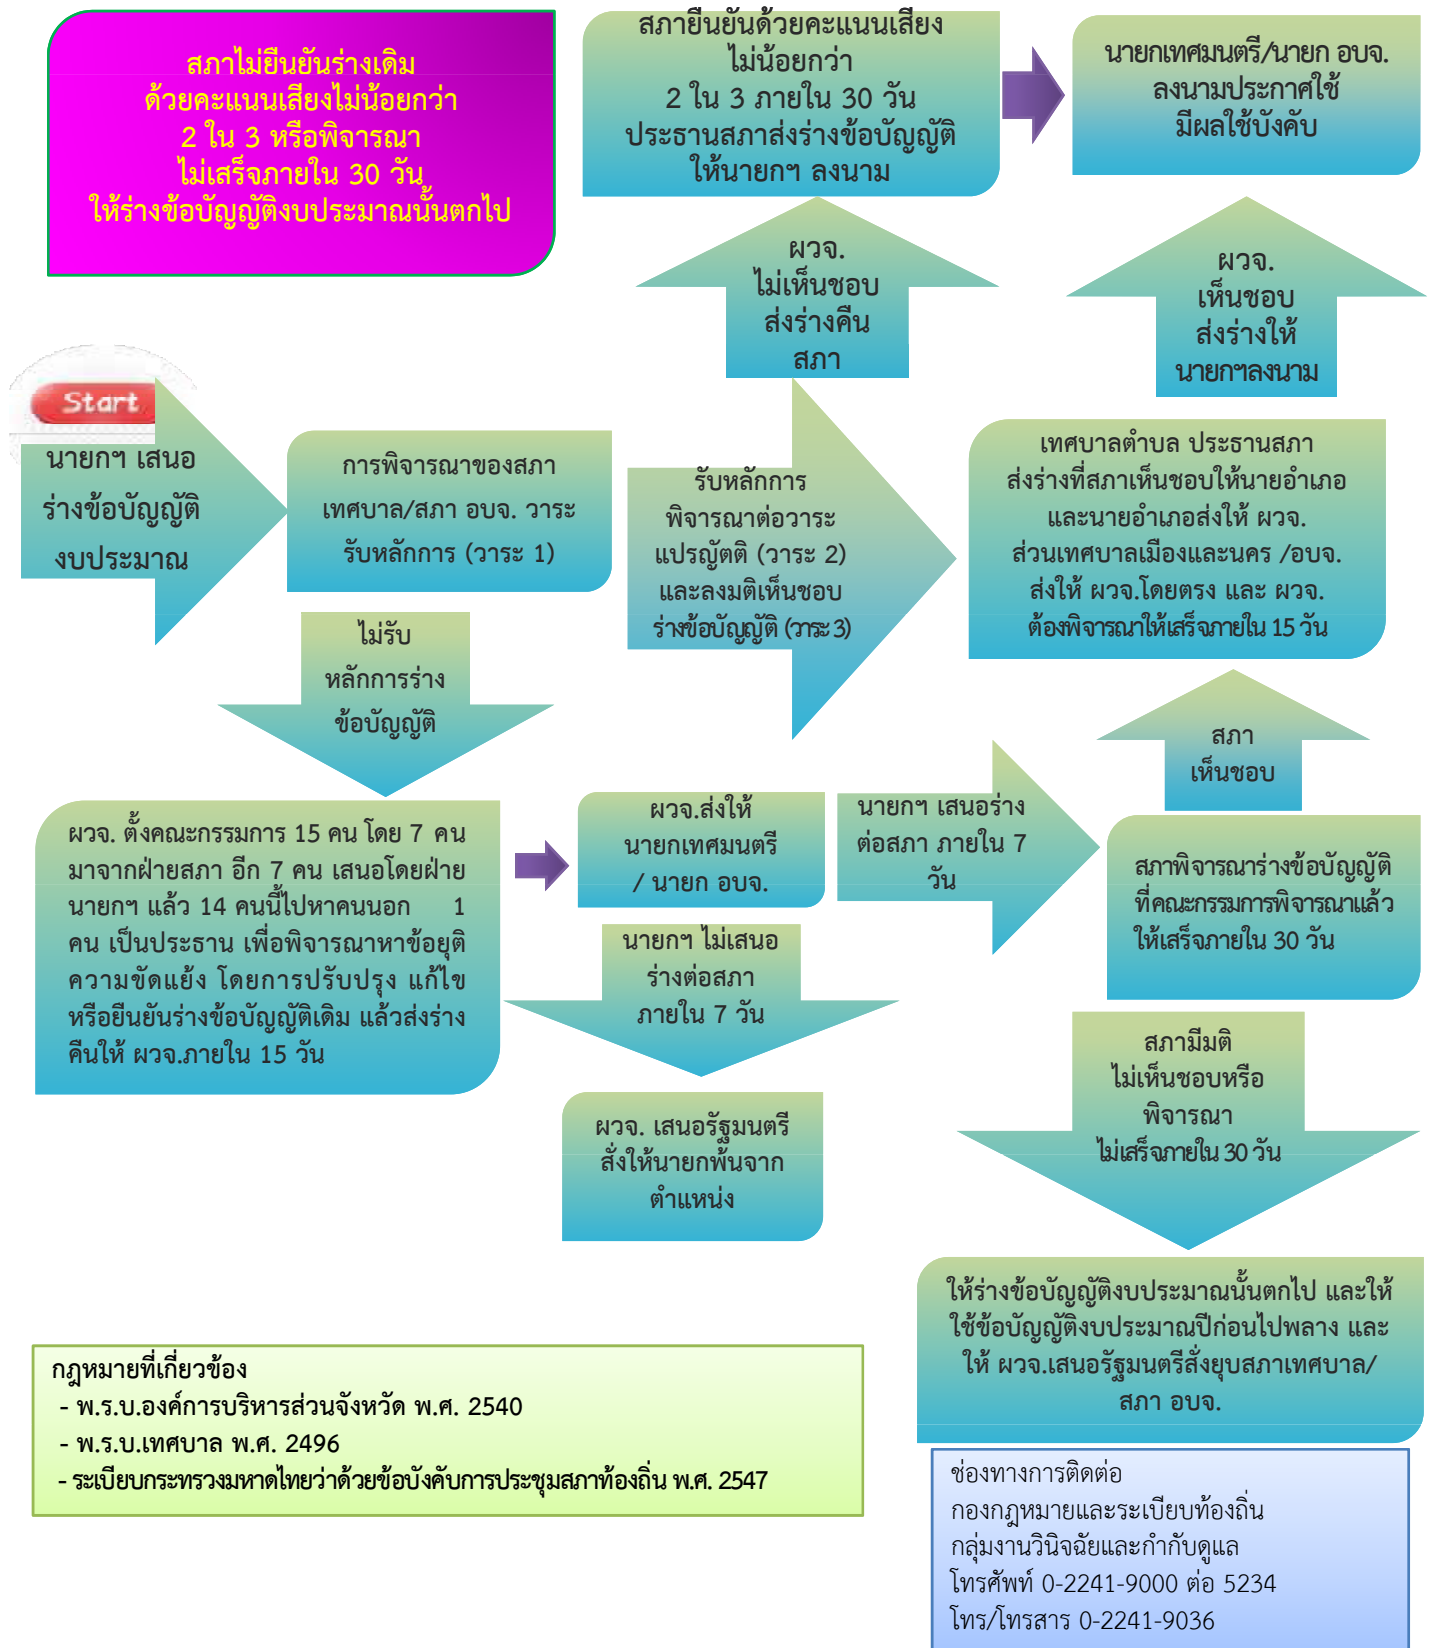 สภาไม่ยืนยันร่างเดิม
ด้วยคะแนนเสียงไม่น้อยกว่า
2 ใน 3 หรือพิจารณา
ไม่เสร็จภายใน 30 วัน
ให้ร่างข้อบัญญัติงบประมาณนั้นตกไป
สภายืนยันด้วยคะแนนเสียง
ไม่น้อยกว่า
2 ใน 3 ภายใน 30 วัน
ประธานสภาส่งร่างข้อบัญญัติ
ให้นายกฯ ลงนาม
นายกเทศมนตรี/นายก อบจ.
ลงนามประกาศใช้
มีผลใช้บังคับ
ผวจ.
ไม่เห็นชอบ
ส่งร่างคืน
สภา
ผวจ.
เห็นชอบ
ส่งร่างให้
นายกฯลงนาม
Start
นายกฯ เสนอ
ร่างข้อบัญญัติ
งบประมาณ
การพิจารณาของสภา
เทศบาล/สภา อบจ. วาระ
รับหลักการ (วาระ 1)
รับหลักการ
พิจารณาต่อวาระ
แปรญัตติ (วาระ 2)
และลงมติเห็นชอบ
ร่างข้อบัญญัติ (วาระ 3)
เทศบาลตำบล ประธานสภา
ส่งร่างที่สภาเห็นชอบให้นายอำเภอ
และนายอำเภอส่งให้ ผวจ.
ส่วนเทศบาลเมืองและนคร /อบจ.
ส่งให้ ผวจ.โดยตรง และ ผวจ.
ต้องพิจารณาให้เสร็จภายใน 15 วัน
ไม่รับ
หลักการร่าง
ข้อบัญญัติ
สภา
เห็นชอบ
ผวจ. ตั้งคณะกรรมการ 15 คน โดย 7 คน
มาจากฝ่ายสภา อีก 7 คน เสนอโดยฝ่าย
นายกฯ แล้ว 14 คนนี้ไปหาคนนอก 1
คน เป็นประธาน เพื่อพิจารณาหาข้อยุติ
ความขัดแย้ง โดยการปรับปรุง แก้ไข
หรือยืนยันร่างข้อบัญญัติเดิม แล้วส่งร่าง
คืนให้ ผวจ.ภายใน 15 วัน
ผวจ.ส่งให้
นายกเทศมนตรี
/ นายก อบจ.
นายกฯ เสนอร่าง
ต่อสภา ภายใน 7
วัน
สภาพิจารณาร่างข้อบัญญัติ
ที่คณะกรรมการพิจารณาแล้ว
ให้เสร็จภายใน 30 วัน
นายกฯ ไม่เสนอ
ร่างต่อสภา
ภายใน 7 วัน
สภามีมติ
ไม่เห็นชอบหรือ
พิจารณา
ไม่เสร็จภายใน 30 วัน
ผวจ. เสนอรัฐมนตรี
สั่งให้นายกพ้นจาก
ตำแหน่ง
ให้ร่างข้อบัญญัติงบประมาณนั้นตกไป และให้
ใช้ข้อบัญญัติงบประมาณปีก่อนไปพลาง และ
ให้ ผวจ.เสนอรัฐมนตรีสั่งยุบสภาเทศบาล/
สภา อบจ.
กฎหมายที่เกี่ยวข้อง
- พ.ร.บ.องค์การบริหารส่วนจังหวัด พ.ศ. 2540
- พ.ร.บ.เทศบาล พ.ศ. 2496
- ระเบียบกระทรวงมหาดไทยว่าด้วยข้อบังคับการประชุมสภาท้องถิ่น พ.ศ. 2547
ช่องทางการติดต่อ
กองกฎหมายและระเบียบท้องถิ่น
กลุ่มงานวินิจฉัยและกำกับดูแล
โทรศัพท์ 0-2241-9000 ต่อ 5234
โทร/โทรสาร 0-2241-9036